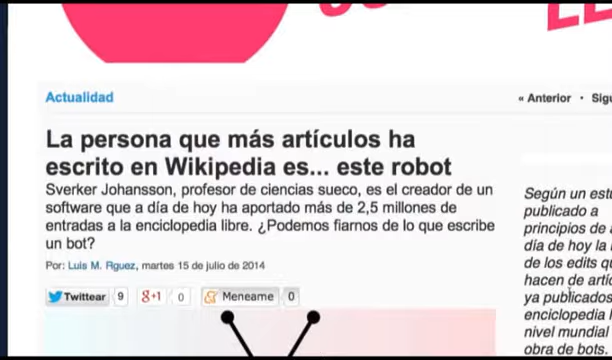 Actualidad
« Anterior •
La persona que más artículos ha
escrito en Wikipedia es... este robot
Sverker Johansson, profesor de ciencias sueco, es el creador de un
software que a día de hoy ha aportado más de 2,5 millones de
entradas a la enciclopedia libre. ¿Podemos fiarnos de lo que escribe
un bot?
Por: Luis M. Rguez, martes 15 de julio de 2014
Twittear 9 g+1 0 Meneame 0
Según un
publicado a
principios de
día de hoy la
de los edits
hacen de
ya publicados
enciclopedia
nivel mundial
obra de bots.